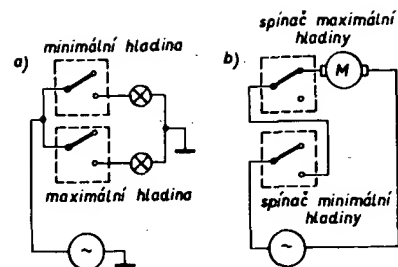 a)
minimální hladina
maximální hladina
~
b)
spínač maximální
hladiny
M
spínač minimální
hladiny
~